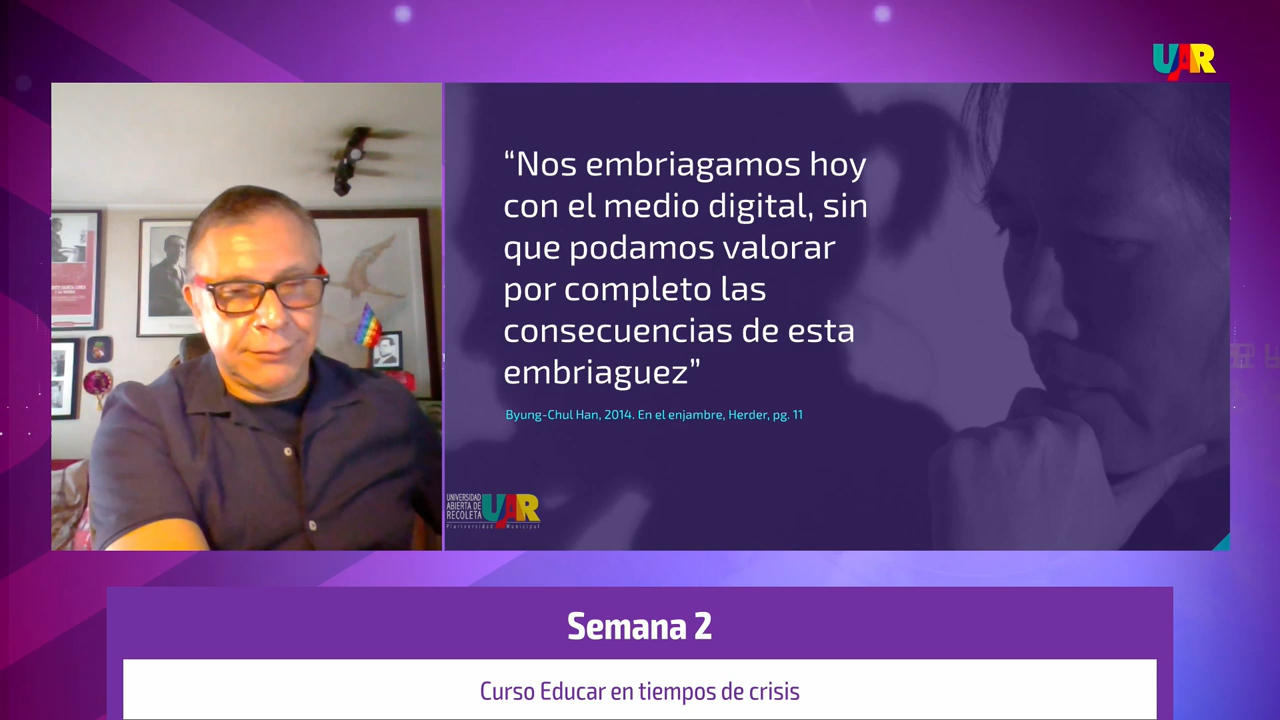 UAR
“Nos embriagamos hoy
con el medio digital, sin
que podamos valorar
por completo las
consecuencias de esta
embriaguez”
Byung-Chul Han, 2014. En el enjambre, Herder, pg. 11
UNIVERSIDAD
ABIERTA DE
RECOLETA
UAR
Pluriversidad Municipal
Semana 2
Curso Educar en tiempos de crisis